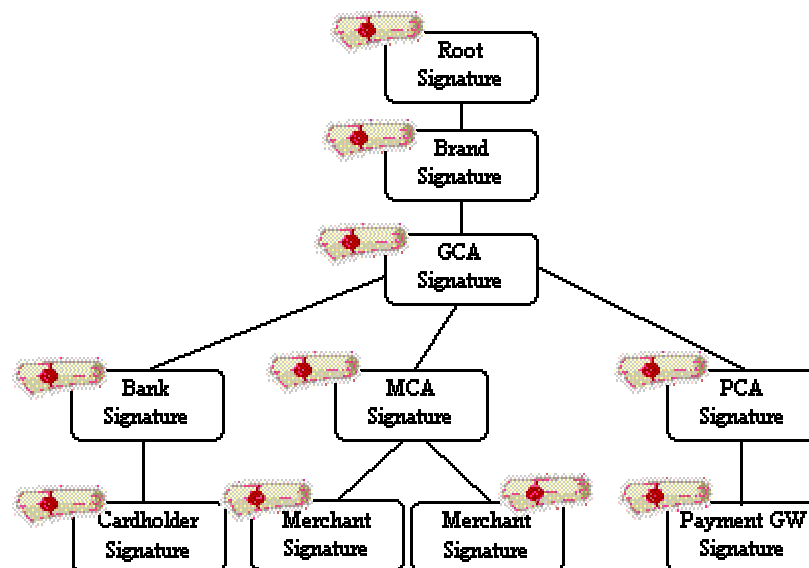 Root
Signature
Brand
Signature
GCA
Signature
Bank
Signature
MCA
Signature
PCA
Signature
Cardholder
Signature
Merchant
Signature
Merchant
Signature
Payment GW
Signature